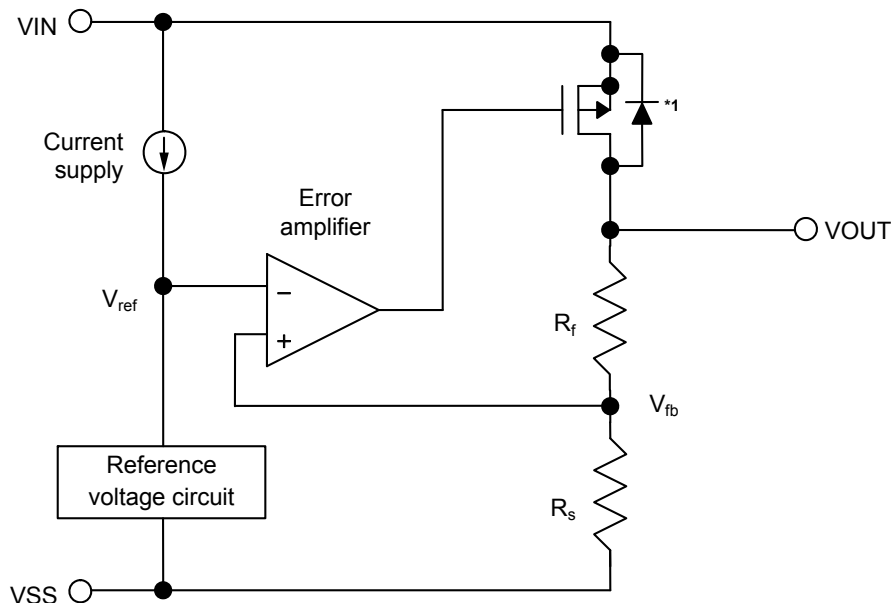 VIN
*1
Current
supply
Error
amplifier
VOUT
Vref
−
+
Rf
Vfb
Reference
voltage circuit
Rs
VSS